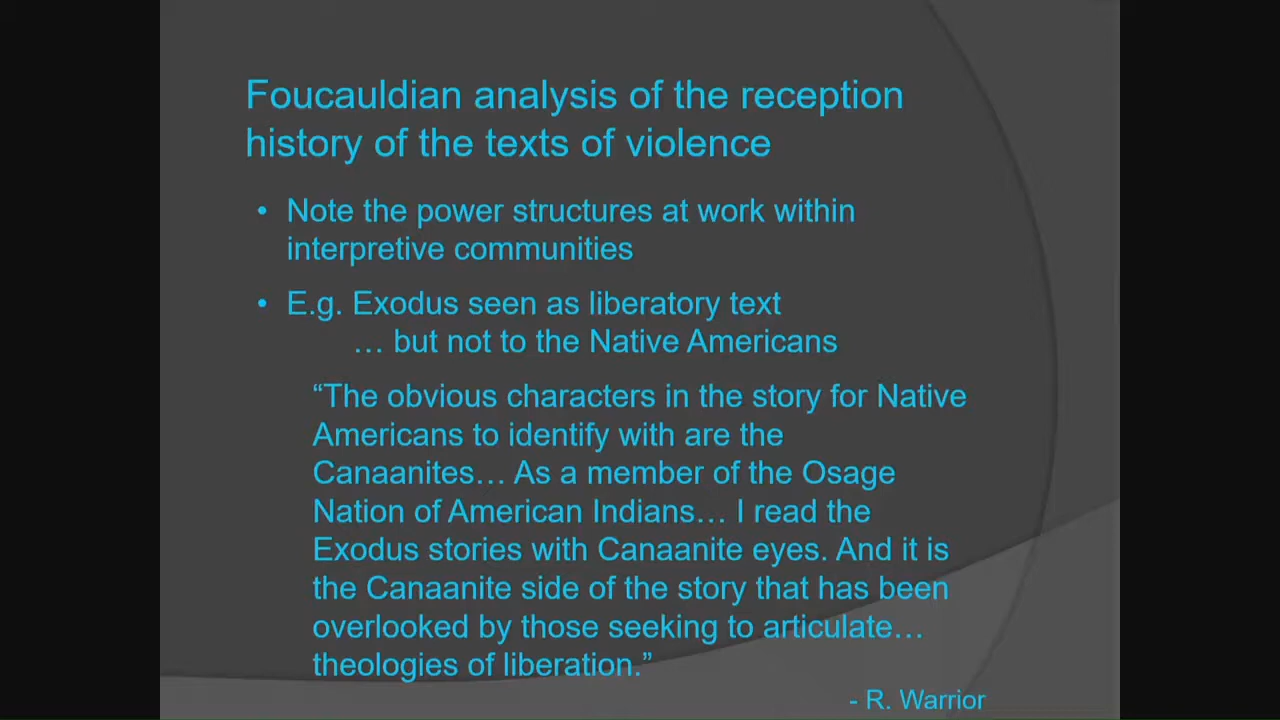 Foucauldian analysis of the reception
history of the texts of violence
• Note the power structures at work within
interpretive communities
• E.g. Exodus seen as liberatory text
… but not to the Native Americans
“The obvious characters in the story for Native
Americans to identify with are the
Canaanites… As a member of the Osage
Nation of American Indians… I read the
Exodus stories with Canaanite eyes. And it is
the Canaanite side of the story that has been
overlooked by those seeking to articulate…
theologies of liberation.”
- R. Warrior